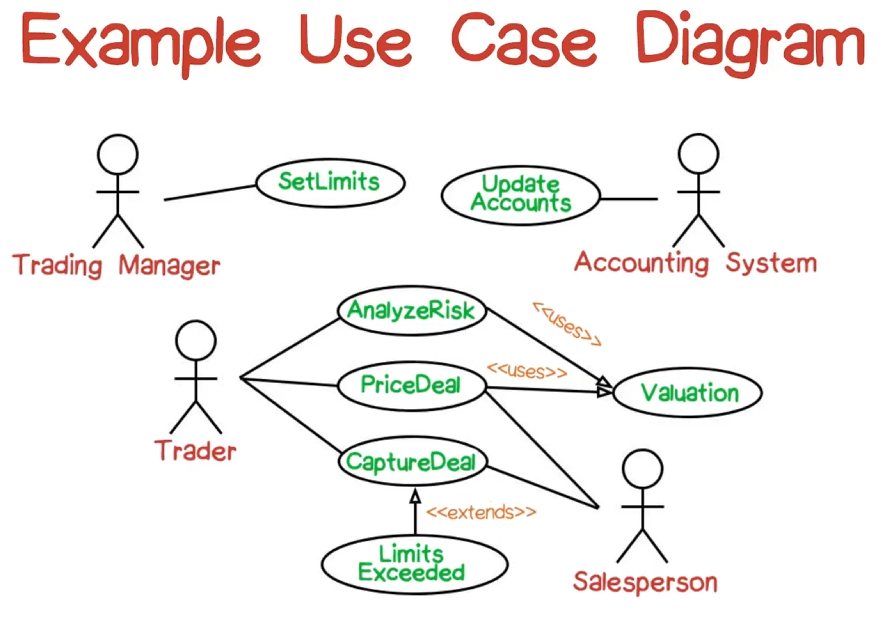 Example Use Case Diagram
SetLimits
Update
Accounts
Trading Manager
Accounting System
AnalyzeRisk
<<uses>>
PriceDeal
<<uses>>
Valuation
Trader
CaptureDeal
<<extends>>
Limits
Exceeded
Salesperson